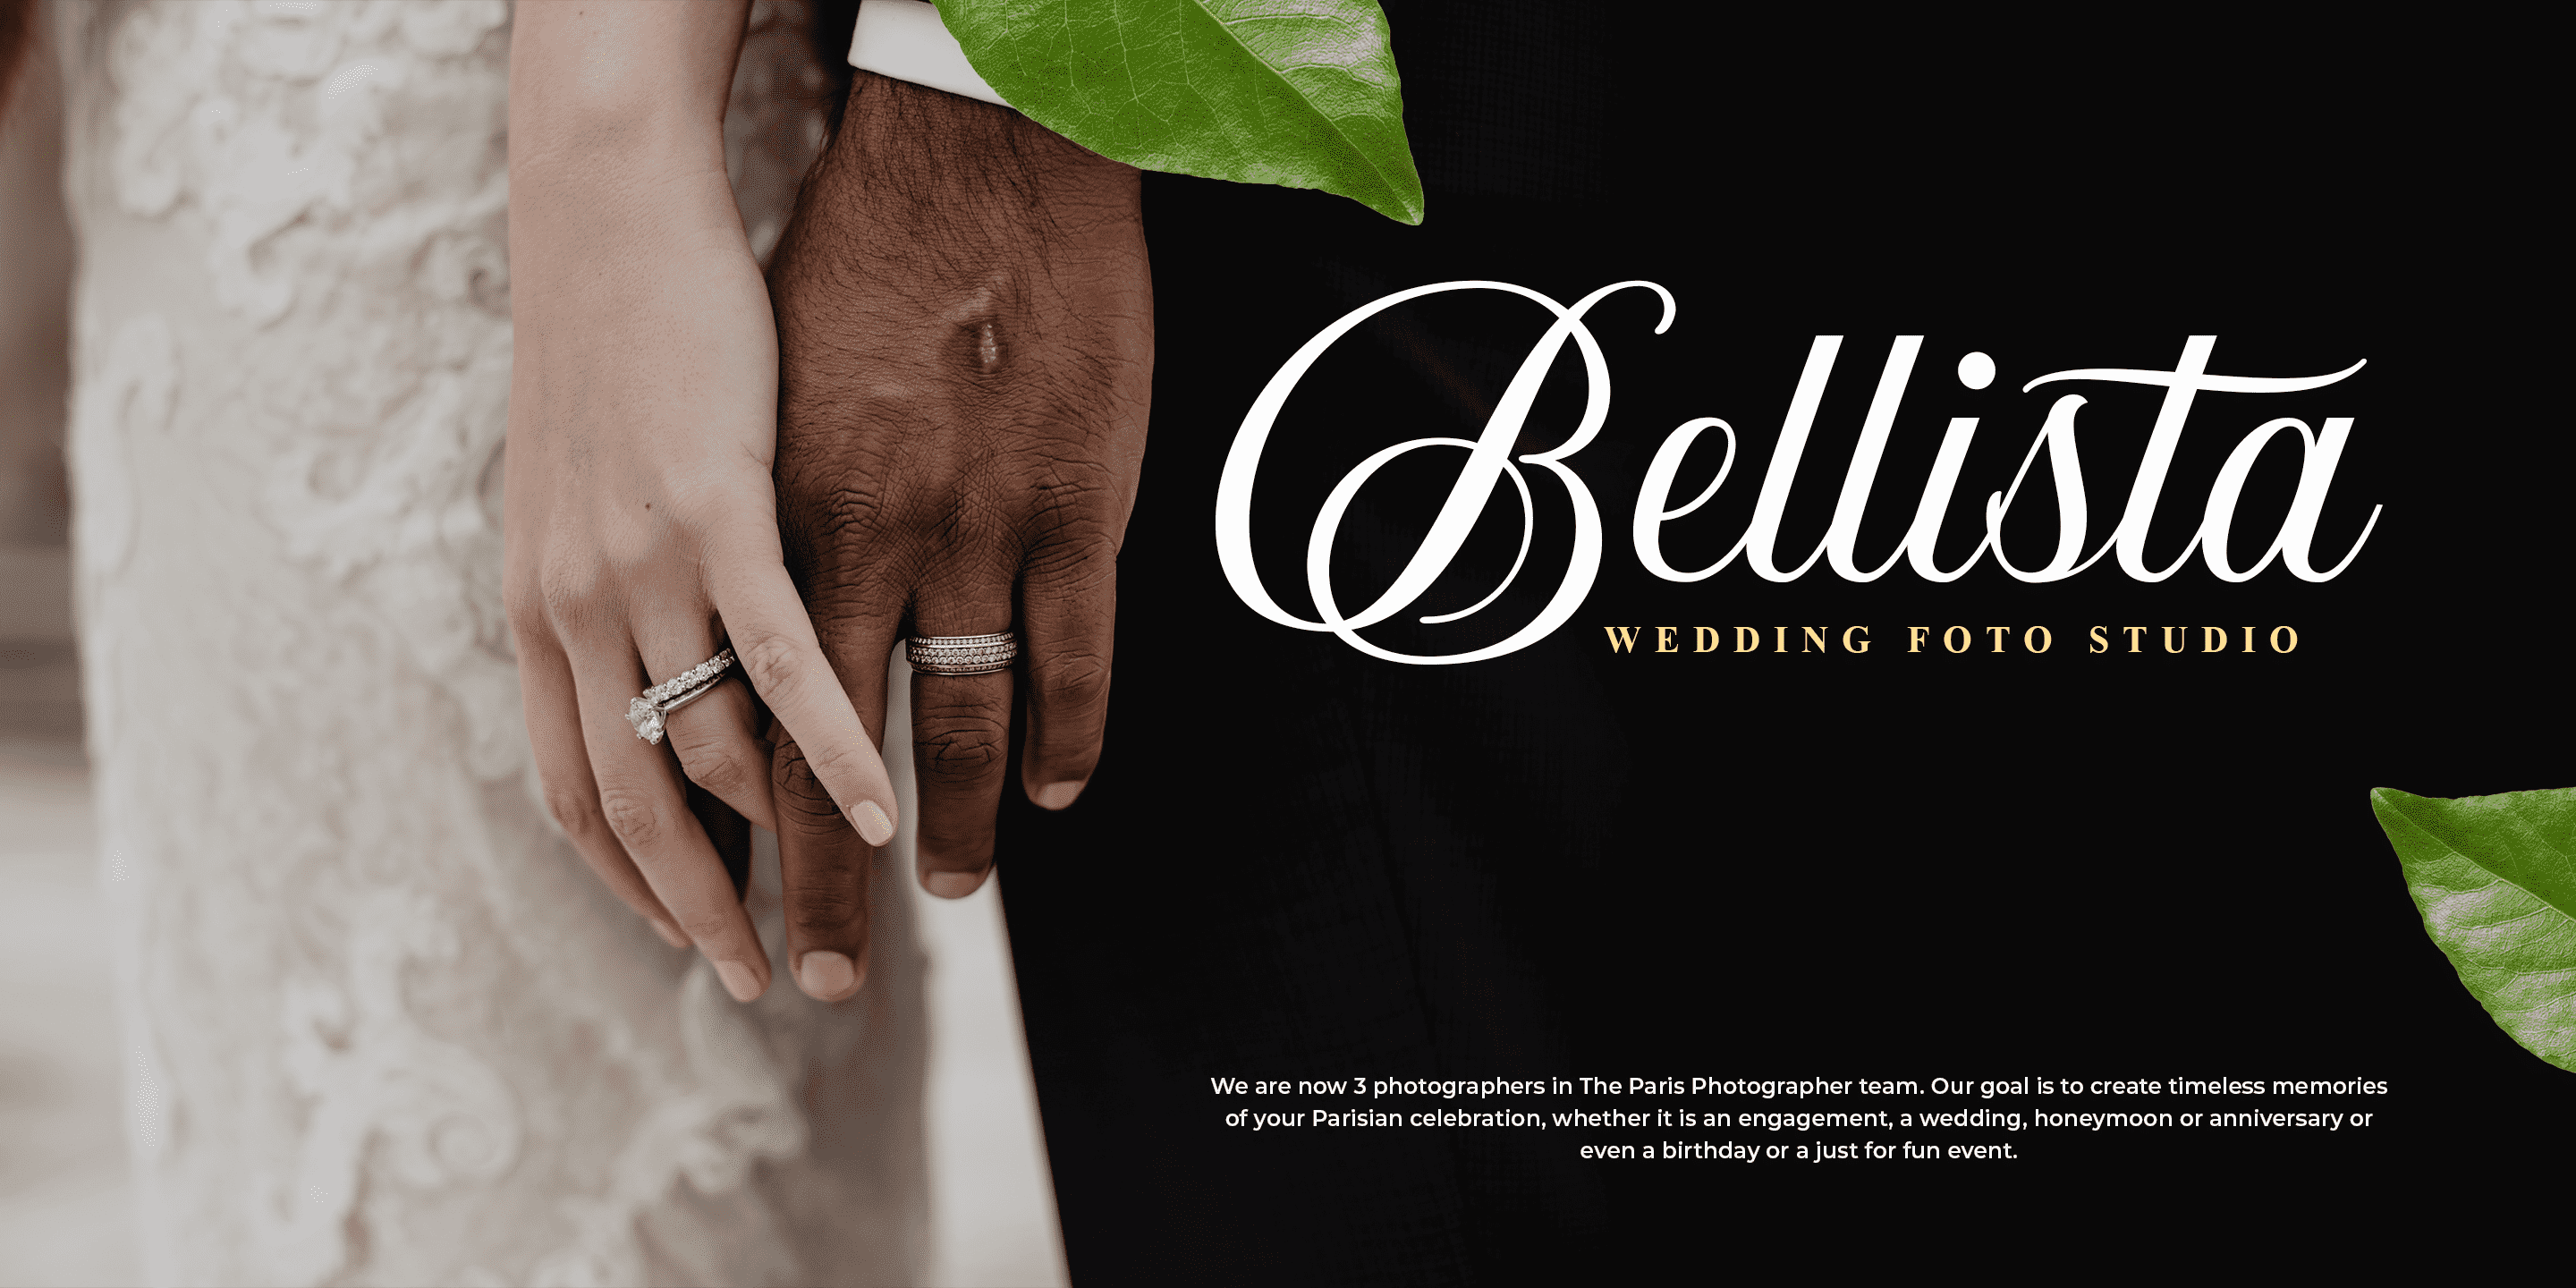 Bellista
WEDDING FOTO STUDIO
We are now 3 photographers in The Paris Photographer team. Our goal is to create timeless memories
of your Parisian celebration, whether it is an engagement, a wedding, honeymoon or anniversary or
even a birthday or a just for fun event.